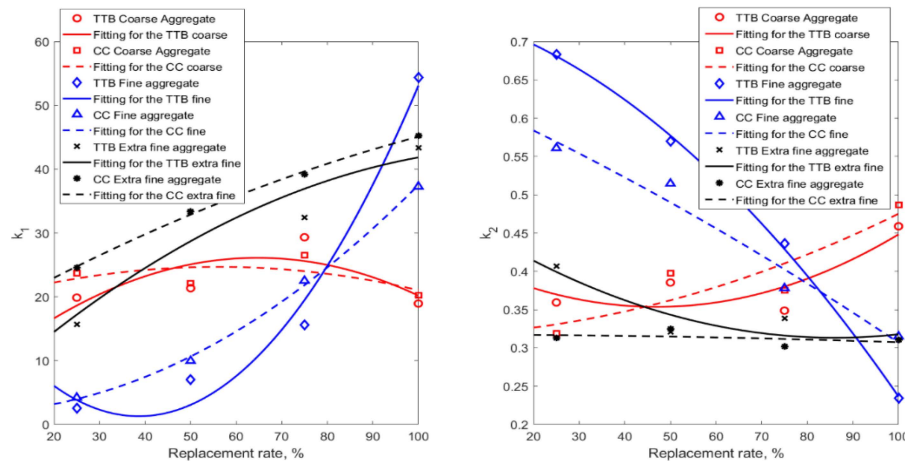 TTB Coarse Aggregate
Fitting for the TTB coarse
CC Coarse Aggregate
Fitting for the CC coarse
TTB Fine aggregate
Fitting for the TTB fine
CC Fine aggregate
Fitting for the CC fine
TTB Extra fine aggregate
Fitting for the TTB extra fine
CC Extra fine aggregate
Fitting for the CC extra fine
60
50
40
30
20
10
0
k1
20 30 40 50 60 70 80 90 100
Replacement rate, %
TTB Coarse Aggregate
Fitting for the TTB coarse
CC Coarse Aggregate
Fitting for the CC coarse
TTB Fine aggregate
Fitting for the TTB fine
CC Fine aggregate
Fitting for the CC fine
TTB Extra fine aggregate
Fitting for the TTB extra fine
CC Extra fine aggregate
Fitting for the CC extra fine
0.7
0.65
0.6
0.55
0.5
0.45
0.4
0.35
0.3
0.25
0.2
k2
20 30 40 50 60 70 80 90 100
Replacement rate, %